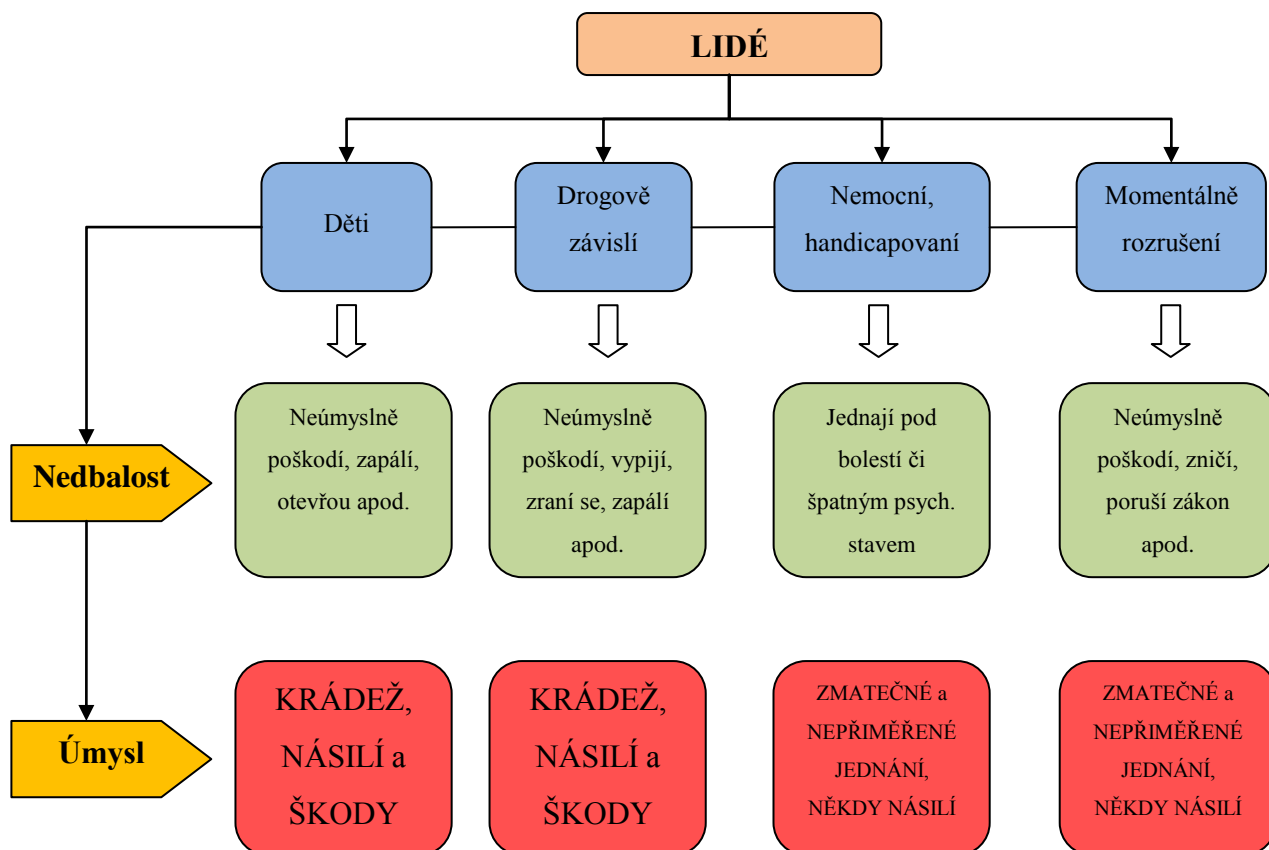 LIDÉ
Děti
Drogově
závislí
Nemocní,
handicapovaní
Momentálně
rozrušení
Nedbalost
Neúmyslně
poškodí, zapálí,
otevřou apod.
Neúmyslně
poškodí, vypijí,
zraní se, zapálí
apod.
Jednají pod
bolestí či
špatným psych.
stavem
Neúmyslně
poškodí, zničí,
poruší zákon
apod.
Úmysl
KRÁDEŽ,
NÁSILÍ a
ŠKODY
KRÁDEŽ,
NÁSILÍ a
ŠKODY
ZMATEČNÉ a
NEPŘIMĚŘENÉ
JEDNÁNÍ,
NĚKDY NÁSILÍ
ZMATEČNÉ a
NEPŘIMĚŘENÉ
JEDNÁNÍ,
NĚKDY NÁSILÍ